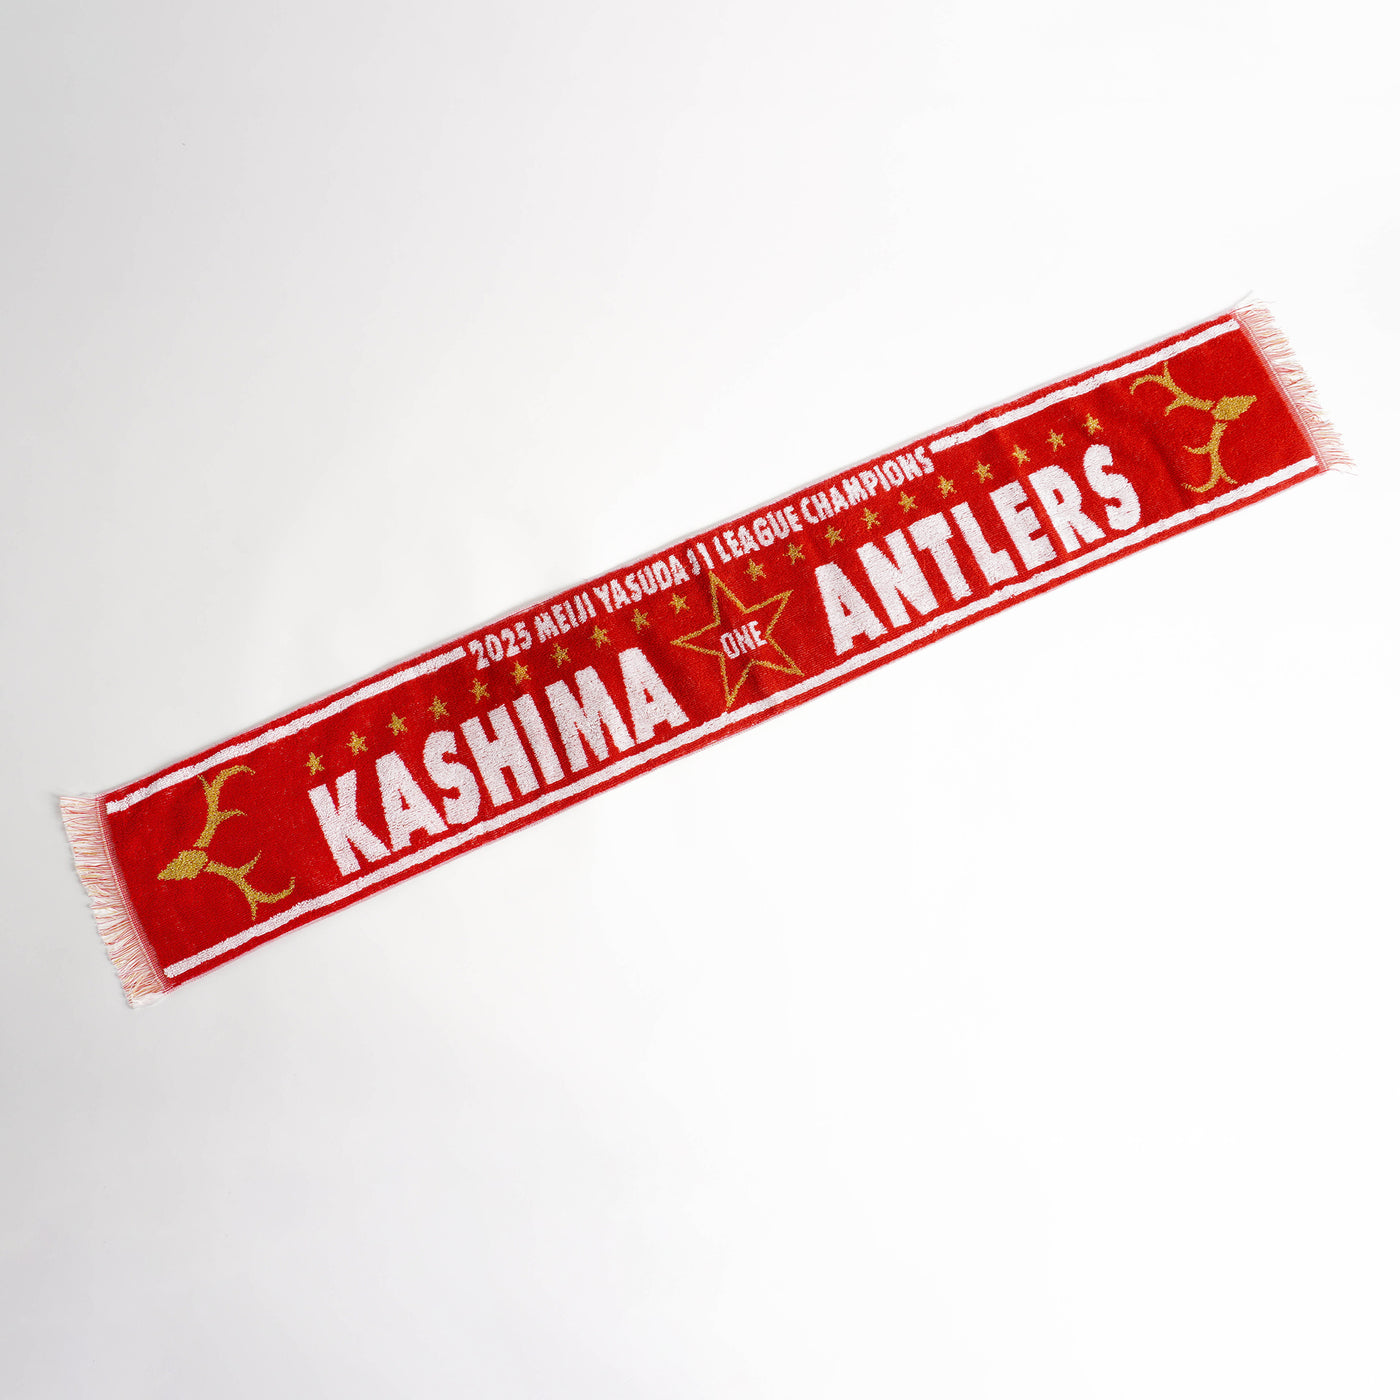 2025 MEIJI YASUDA J1 LEAGUE CHAMPIONS
KASHIMA ONE ANTLERS